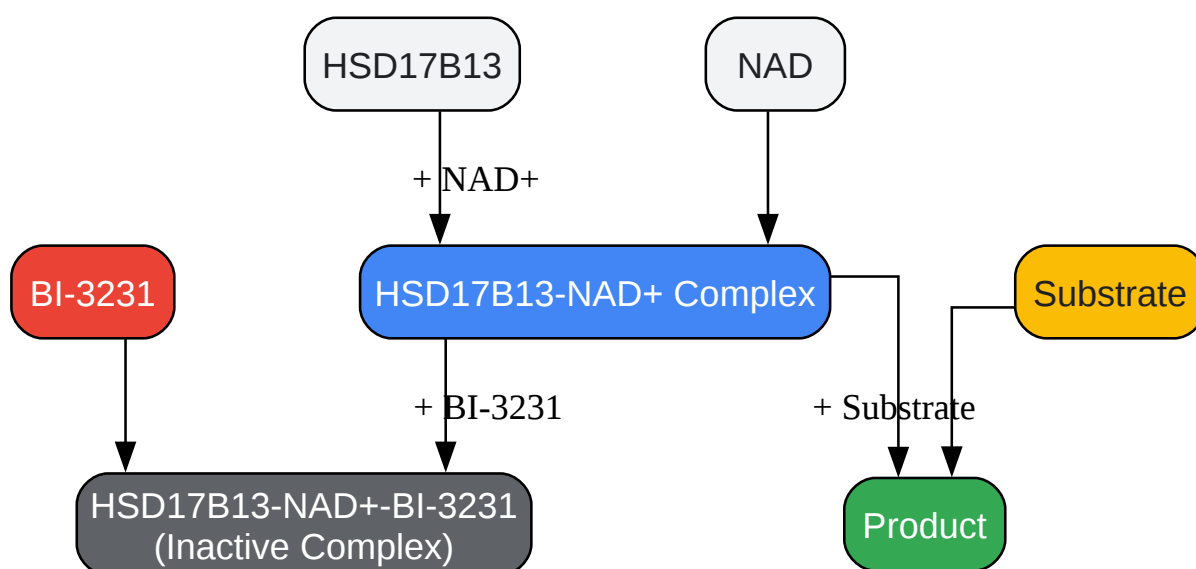 HSD17B13
NAD
+ NAD+
BI-3231
HSD17B13-NAD+ Complex
Substrate
+ BI-3231
+ Substrate
HSD17B13-NAD+-BI-3231
(Inactive Complex)
Product